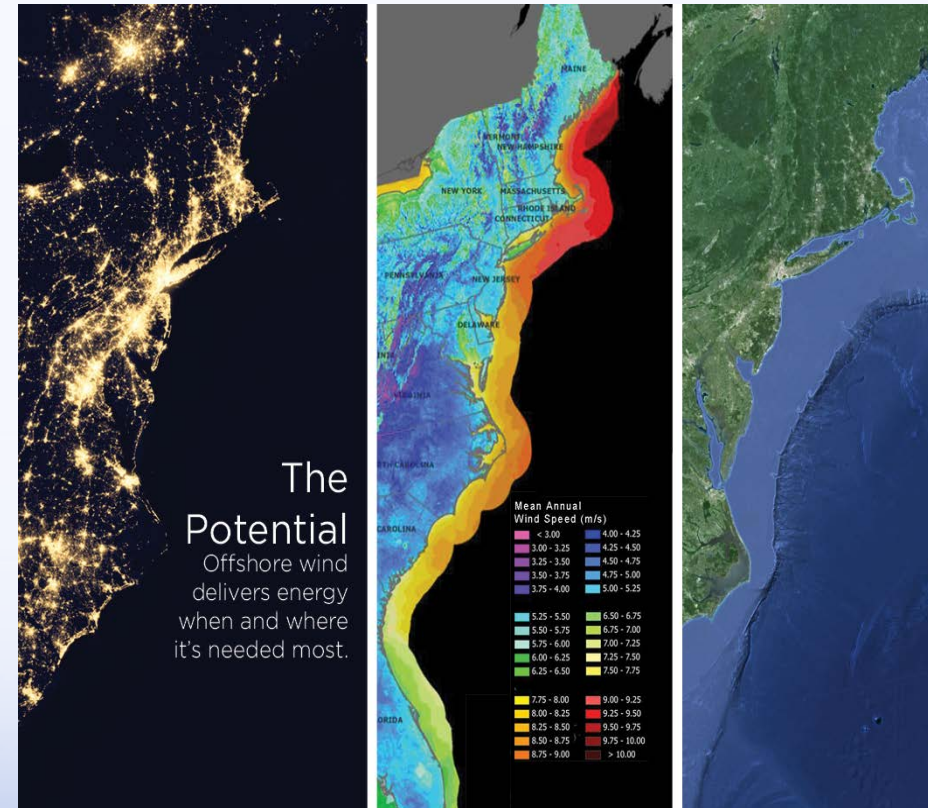 The
Potential
Offshore wind
delivers energy
when and where
it's needed most.
MAINE
VERMONT
NEW HAMPSHIRE
NEW YORK
MASSACHUSETTS
RHODE ISLAND
CONNECTICUT
PENNSYLVANIA
NEW JERSEY
DELAWARE
INIA
VIRGINIA
TH CAROLINA
CAROLINA
ORIDA
Mean Annual
Wind Speed (m/s)
< 3.00 4.00 - 4.25
3.00 - 3.25 4.25 - 4.50
3.25 - 3.50 4.50 - 4.75
3.50 - 3.75 4.75 - 5.00
3.75 - 4.00 5.00 - 5.25
5.25 - 5.50 6.50 - 6.75
5.50 - 5.75 6.75 - 7.00
5.75 - 6.00 7.00 - 7.25
6.00 - 6.25 7.25 - 7.50
6.25 - 6.50 7.50 - 7.75
7.75 - 8.00 9.00 - 9.25
8.00 - 8.25 9.25 - 9.50
8.25 - 8.50 9.50 - 9.75
8.50 - 8.75 9.75 - 10.00
8.75 - 9.00 > 10.00